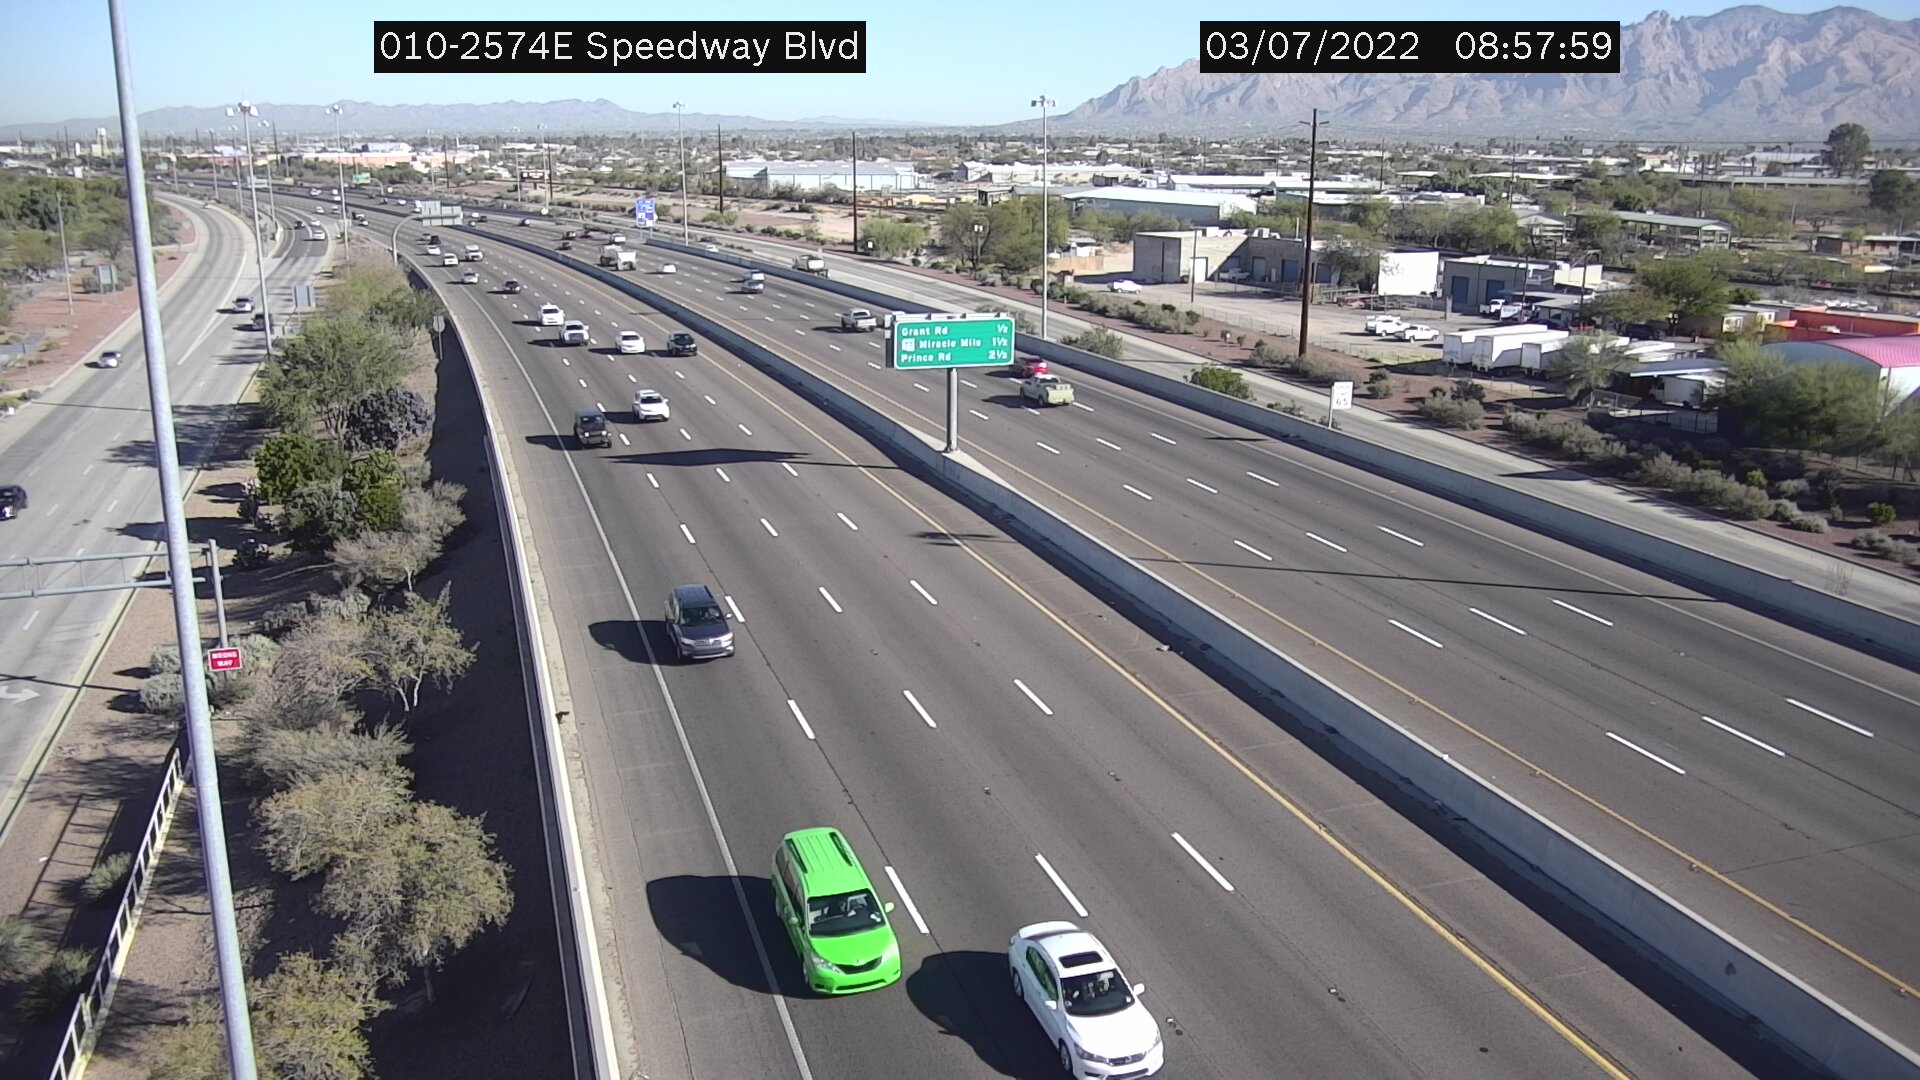 010-2574E Speedway Blvd
03/07/2022 08:57:59
Grant Rd ½
Miracle Mile 1½
Prince Rd 2½
65
WRONG
WAY